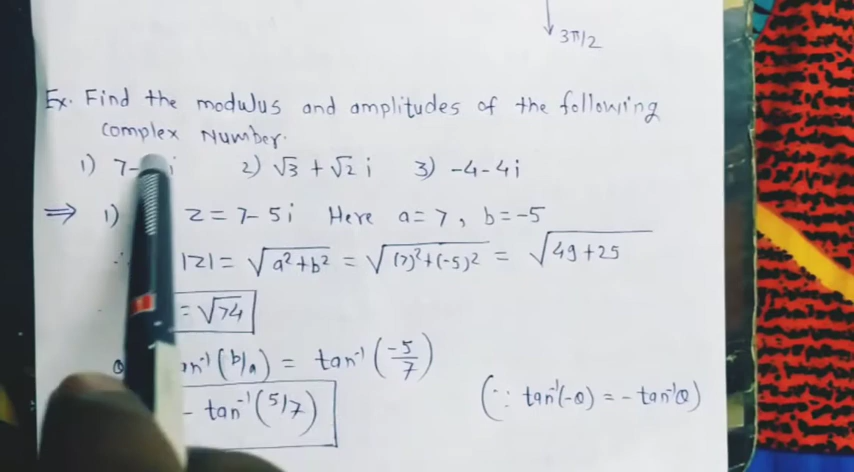 3π/2
Ex. Find the modulus and amplitudes of the following
complex Number.
1) 7- i 2) √3 + √2 i 3) -4-4i
⇒ 1) z = 7-5i Here a=7, b=-5
∴ |z| = √(a²+b²) = √((7)²+(-5)²) = √(49+25)
= √74
n⁻¹(b/a) = tan⁻¹(-5/7)
- tan⁻¹(5/7) (∵ tan⁻¹(-θ) = - tan⁻¹θ)